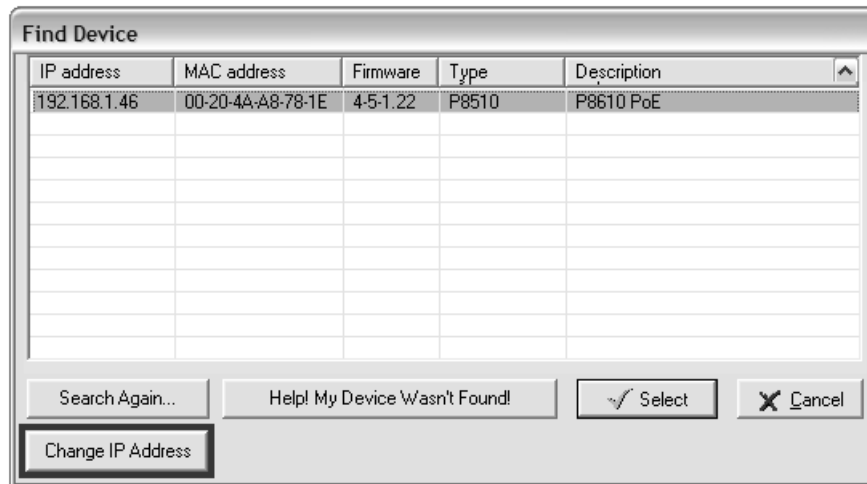 Find Device
IP address MAC address Firmware Type Description
192.168.1.46 00-20-4A-A8-78-1E 4-5-1.22 P8510 P8610 PoE
Search Again... Help! My Device Wasn't Found! Select Cancel
Change IP Address